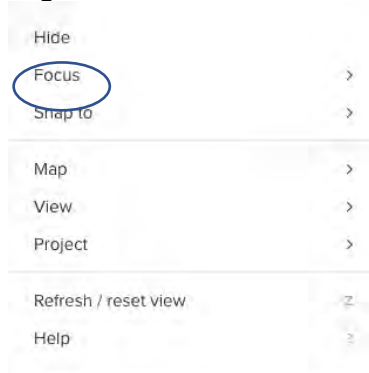 Hide
Focus >
Snap to >
Map >
View >
Project >
Refresh / reset view
Help